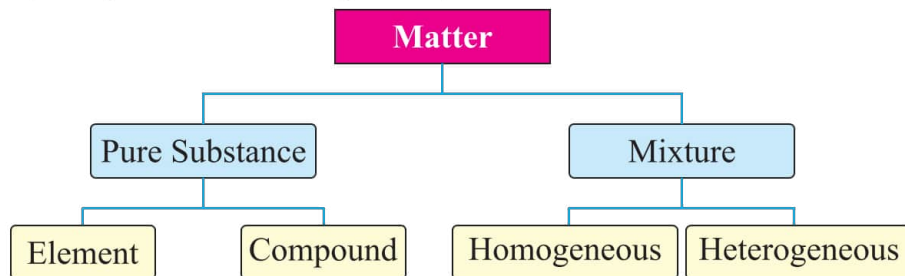 Matter
Pure Substance
Mixture
Element
Compound
Homogeneous
Heterogeneous